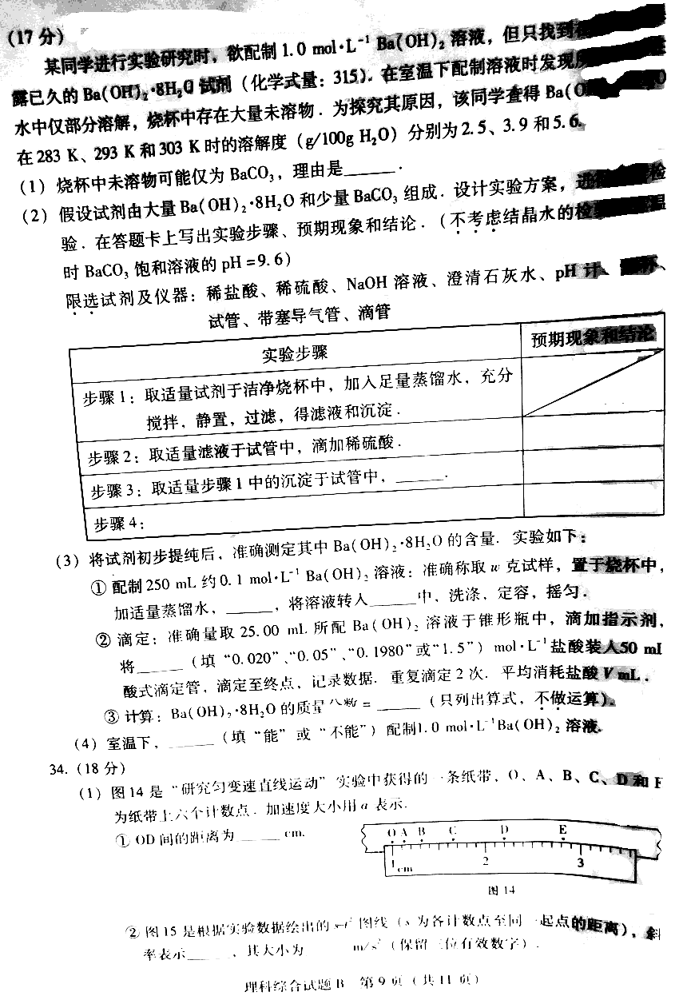 (17分)
某同学进行实验研究时，欲配制1.0 mol·L⁻¹ Ba(OH)₂溶液，但只找到
露已久的Ba(OH)₂·8H₂O试剂（化学式量：315）．在室温下配制溶液时发现
水中仅部分溶解，烧杯中存在大量未溶物．为探究其原因，该同学查得Ba(O
在283 K、293 K和303 K时的溶解度（g/100g H₂O）分别为2.5、3.9和5.6.
(1) 烧杯中未溶物可能仅为BaCO₃，理由是______．
(2) 假设试剂由大量Ba(OH)₂·8H₂O和少量BaCO₃组成．设计实验方案，进 检
验．在答题卡上写出实验步骤、预期现象和结论．（不考虑结晶水的检 温
时BaCO₃饱和溶液的pH=9.6）
限选试剂及仪器：稀盐酸、稀硫酸、NaOH溶液、澄清石灰水、pH计、 杯、
试管、带塞导气管、滴管
实验步骤 预期现象和结论
步骤1：取适量试剂于洁净烧杯中，加入足量蒸馏水，充分
搅拌，静置，过滤，得滤液和沉淀．
步骤2：取适量滤液于试管中，滴加稀硫酸．
步骤3：取适量步骤1中的沉淀于试管中，______．
步骤4：
(3) 将试剂初步提纯后，准确测定其中Ba(OH)₂·8H₂O的含量．实验如下：
① 配制250 mL约0.1 mol·L⁻¹ Ba(OH)₂溶液：准确称取w克试样，置于烧杯中，
加适量蒸馏水，______，将溶液转入______中，洗涤，定容，摇匀．
② 滴定：准确量取25.00 mL所配Ba(OH)₂溶液于锥形瓶中，滴加指示剂，
将______（填“0.020”、“0.05”、“0.1980”或“1.5”）mol·L⁻¹盐酸装入50 mL
酸式滴定管，滴定至终点，记录数据．重复滴定2次．平均消耗盐酸V mL．
③ 计算：Ba(OH)₂·8H₂O的质量分数=______（只列出算式，不做运算）．
(4) 室温下，______（填“能”或“不能”）配制1.0 mol·L⁻¹Ba(OH)₂溶液．
34.（18分）
(1) 图14是“研究匀变速直线运动”实验中获得的一条纸带，O、A、B、C、D和E
为纸带上六个计数点．加速度大小用a表示．
① OD间的距离为______cm.
O A B C D E
1 cm 2 3
图14
② 图15是根据实验数据绘出的s-t²图线（s为各计数点至同一起点的距离），斜
率表示______，其大小为______m/s²（保留三位有效数字）．
理科综合试题B 第9页（共11页）